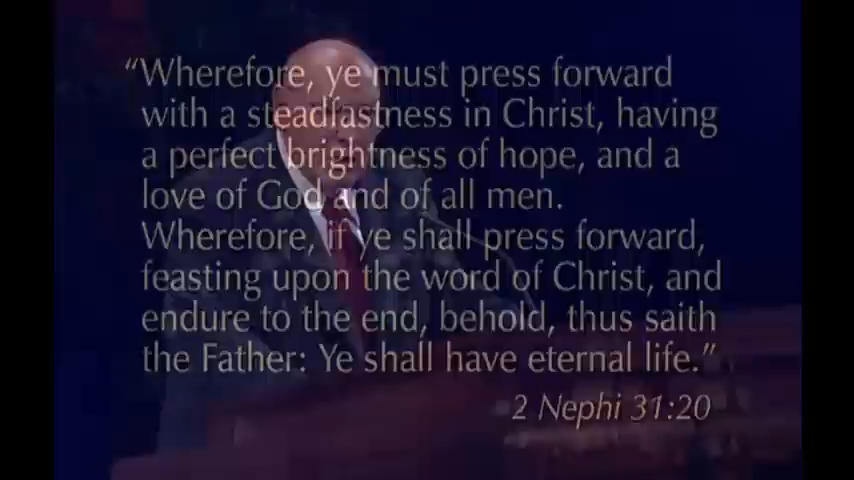 “Wherefore, ye must press forward
with a steadfastness in Christ, having
a perfect brightness of hope, and a
love of God and of all men.
Wherefore, if ye shall press forward,
feasting upon the word of Christ, and
endure to the end, behold, thus saith
the Father: Ye shall have eternal life.”
2 Nephi 31:20